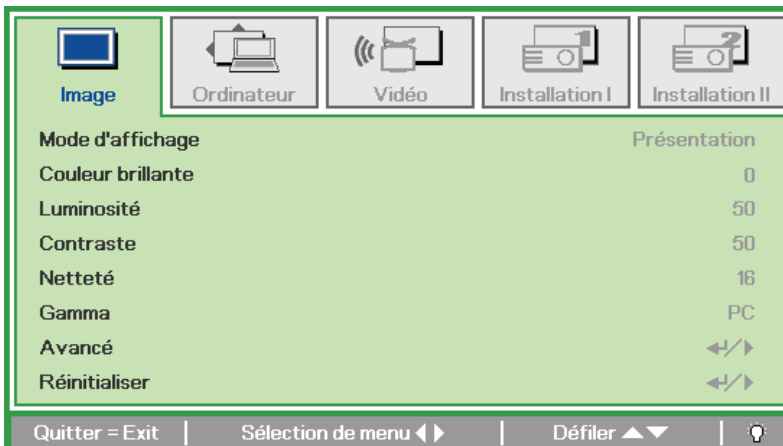 Image Ordinateur Vidéo Installation I Installation II
Mode d'affichage Présentation
Couleur brillante 0
Luminosité 50
Contraste 50
Netteté 16
Gamma PC
Avancé
Réinitialiser
Quitter = Exit Sélection de menu Défiler